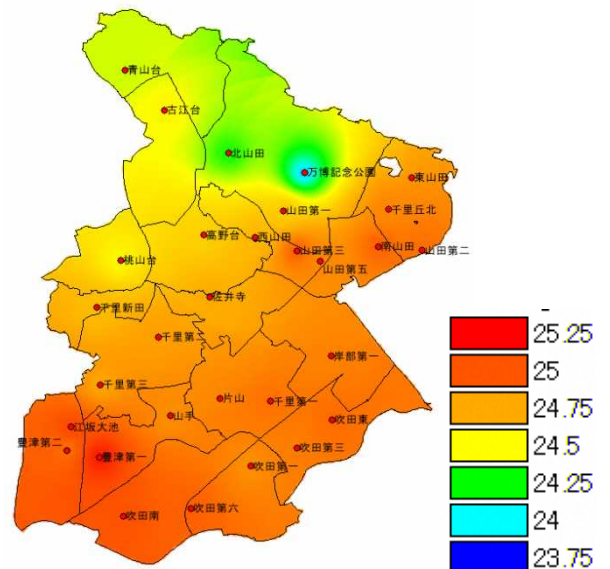 青山台
古江台
北山田
万博記念公園
東山田
千里丘北
山田第一
高野台
西山田
山田第三
南山田
山田第二
桃山台
山田第五
佐井寺
千里新田
千里第二
岸部第一
千里第三
片山
千里第一
山手
吹田東
江坂大池
豊津第二
豊津第一
吹田第三
吹田第一
吹田第六
吹田南
25.25
25
24.75
24.5
24.25
24
23.75